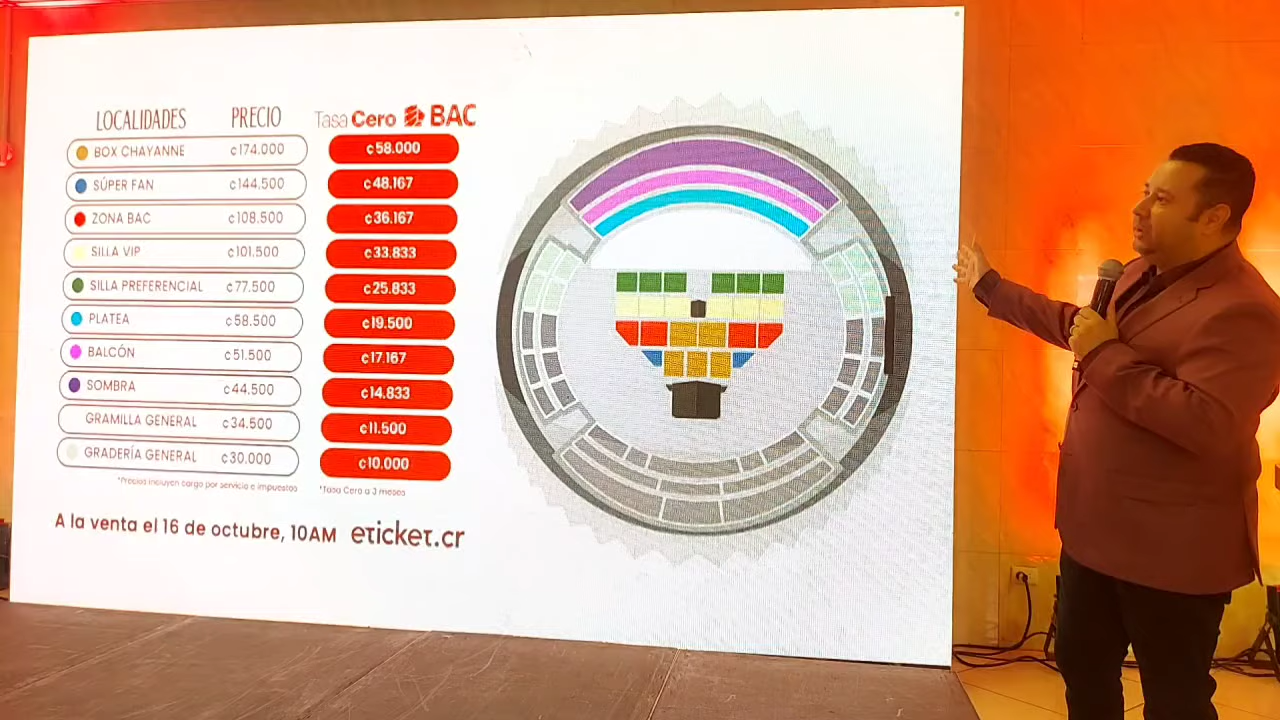 LOCALIDADES PRECIO Tasa Cero BAC
BOX CHAYANNE ¢174.000 ¢58.000
SÚPER FAN ¢144.500 ¢48.167
ZONA BAC ¢108.500 ¢36.167
SILLA VIP ¢101.500 ¢33.833
SILLA PREFERENCIAL ¢77.500 ¢25.833
PLATEA ¢58.500 ¢19.500
BALCÓN ¢51.500 ¢17.167
SOMBRA ¢44.500 ¢14.833
GRAMILLA GENERAL ¢34.500 ¢11.500
GRADERÍA GENERAL ¢30.000 ¢10.000
*Precios incluyen cargo por servicio e impuestos *Tasa Cero a 3 meses
A la venta el 16 de octubre, 10AM eticket.cr